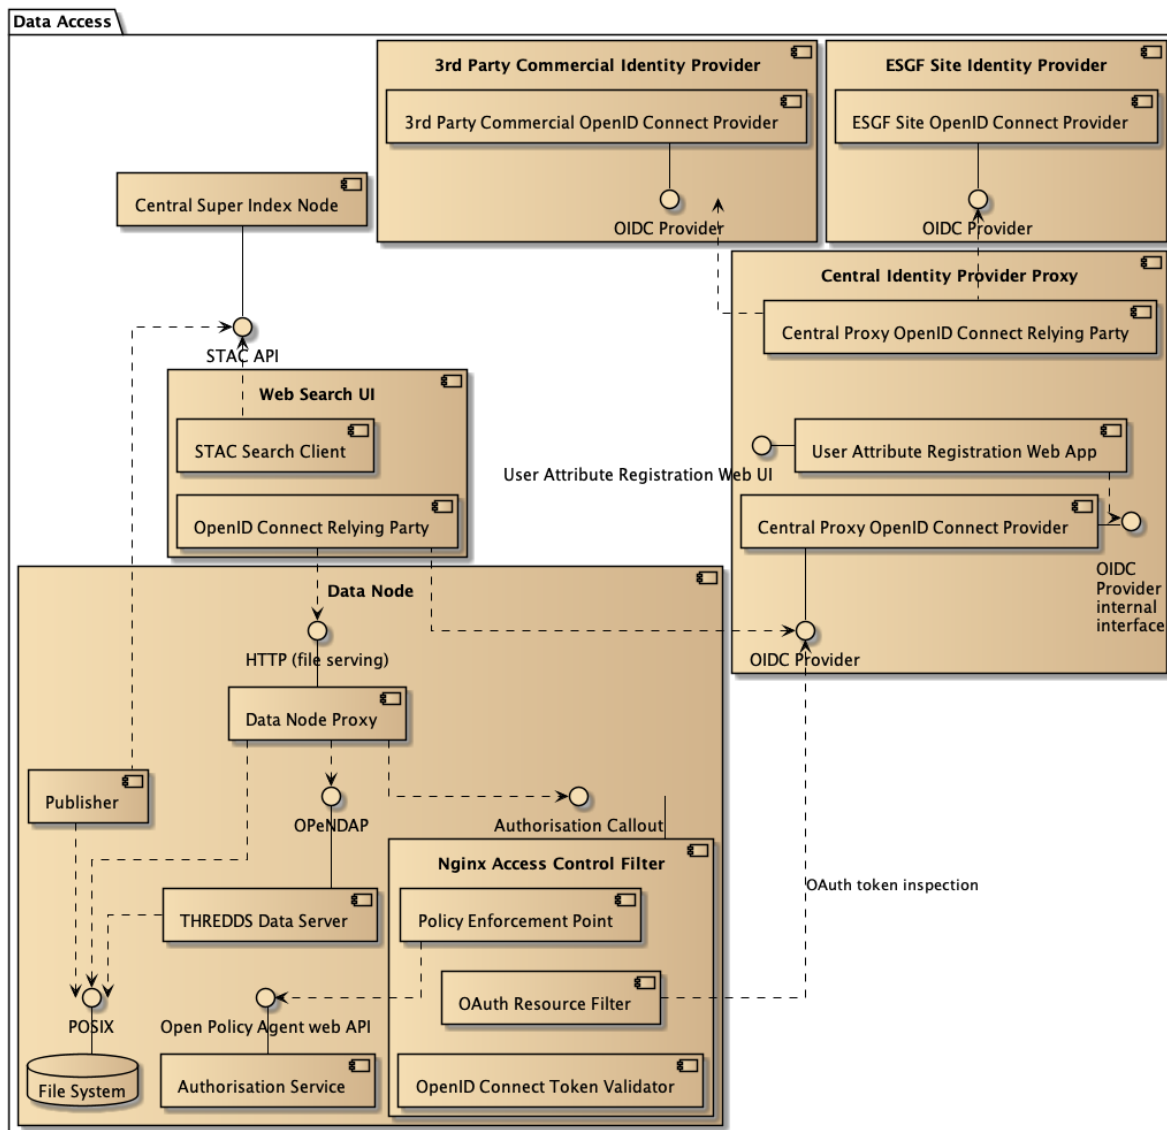 Data Access
3rd Party Commercial Identity Provider
ESGF Site Identity Provider
3rd Party Commercial OpenID Connect Provider
ESGF Site OpenID Connect Provider
Central Super Index Node
OIDC Provider
OIDC Provider
Central Identity Provider Proxy
Central Proxy OpenID Connect Relying Party
STAC API
Web Search UI
STAC Search Client
User Attribute Registration Web App
User Attribute Registration Web UI
OpenID Connect Relying Party
Central Proxy OpenID Connect Provider
OIDC
Provider
internal
interface
Data Node
HTTP (file serving)
OIDC Provider
Data Node Proxy
Publisher
OPeNDAP
Authorisation Callout
Nginx Access Control Filter
OAuth token inspection
THREDDS Data Server
Policy Enforcement Point
OAuth Resource Filter
POSIX
Open Policy Agent web API
File System
Authorisation Service
OpenID Connect Token Validator